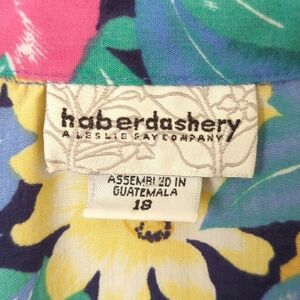 haberdashery
A LESLIE FAY COMPANY
ASSEMBLED IN
GUATEMALA
18